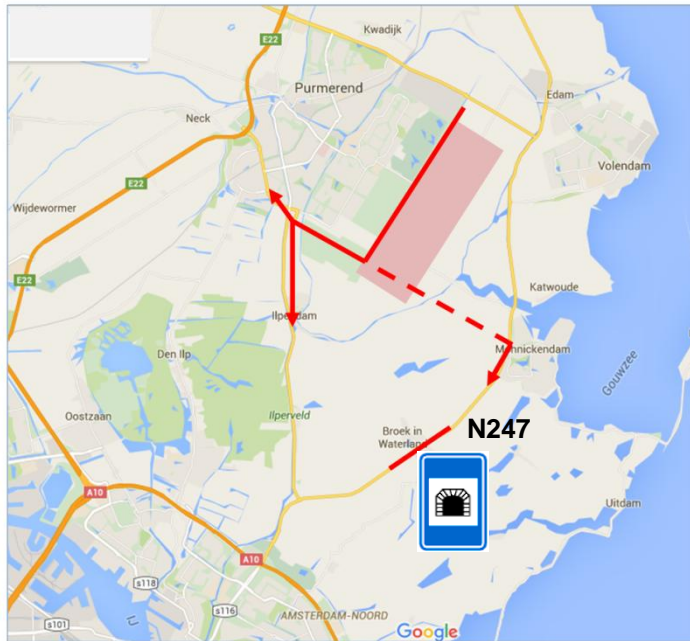 Kwadijk
E22
Purmerend
Edam
Neck
Volendam
E22
Wijdewormer
E22
Katwoude
Ilpendam
Den Ilp
Monnickendam
Gouwzee
Oostzaan
Ilperveld
Broek in
Waterland
N247
A10
Uitdam
A10
s118
s116
s101
IJ
AMSTERDAM-NOORD
Google